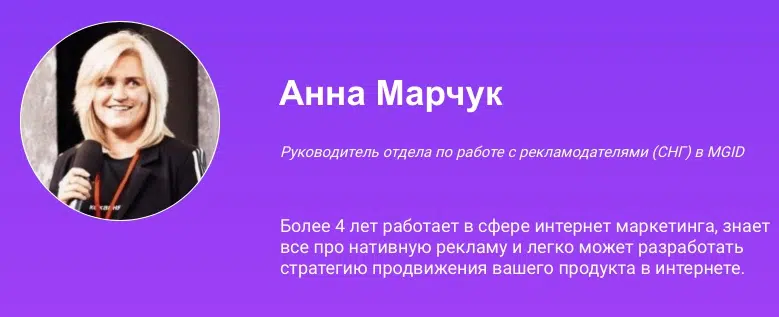 Анна Марчук
Руководитель отдела по работе с рекламодателями (СНГ) в MGID
Более 4 лет работает в сфере интернет маркетинга, знает
все про нативную рекламу и легко может разработать
стратегию продвижения вашего продукта в интернете.